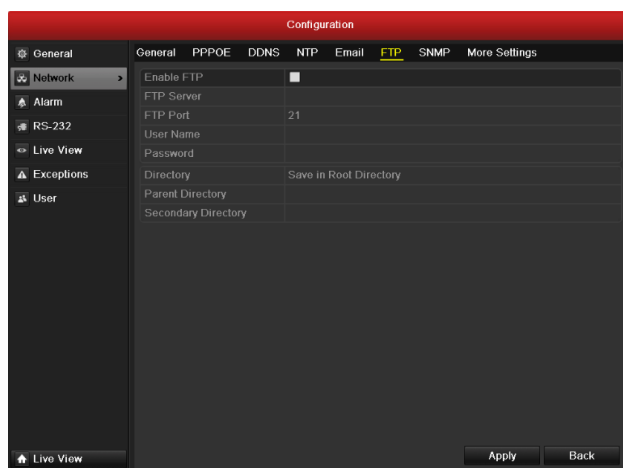 Configuration
General
Network >
Alarm
RS-232
Live View
Exceptions
User
Live View
General PPPOE DDNS NTP Email FTP SNMP More Settings
Enable FTP
FTP Server
FTP Port 21
User Name
Password
Directory Save in Root Directory
Parent Directory
Secondary Directory
Apply Back